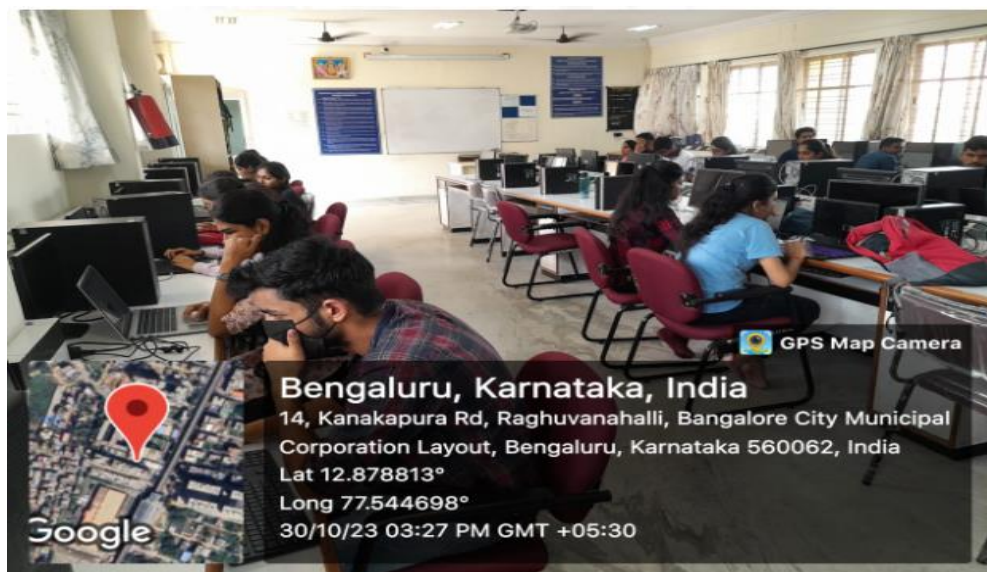 GPS Map Camera
Bengaluru, Karnataka, India
14, Kanakapura Rd, Raghuvanahalli, Bangalore City Municipal
Corporation Layout, Bengaluru, Karnataka 560062, India
Lat 12.878813°
Long 77.544698°
30/10/23 03:27 PM GMT +05:30
Google